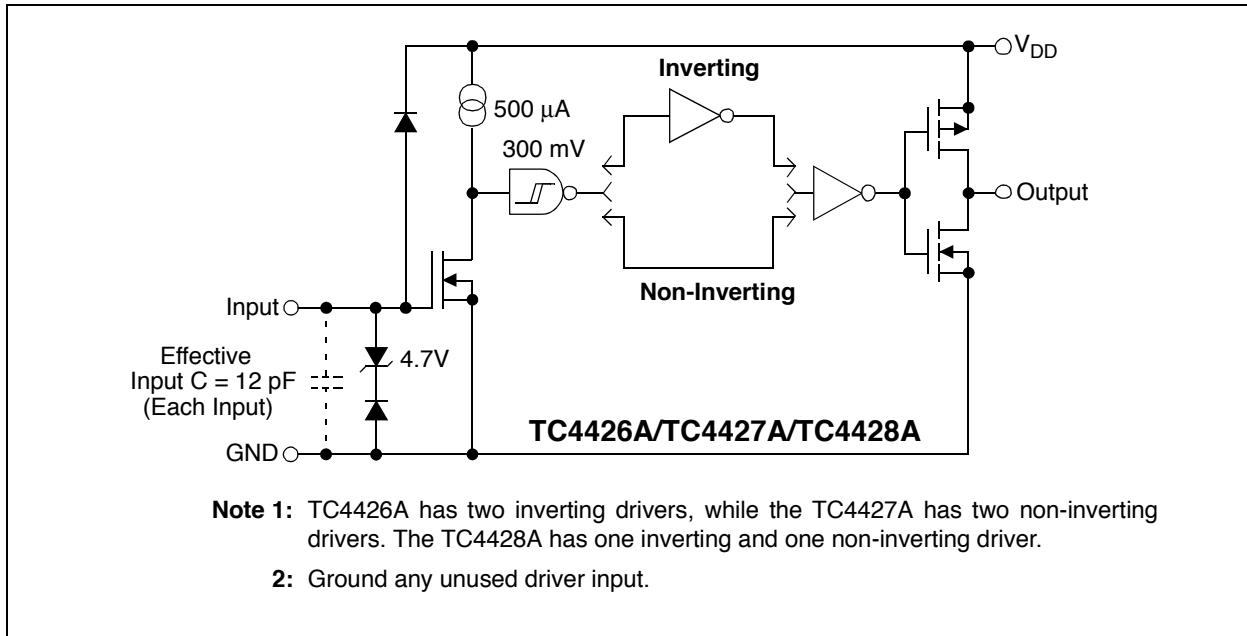 V_DD
Inverting
500 μA
300 mV
Output
Non-Inverting
Input
Effective
Input C = 12 pF
(Each Input)
4.7V
TC4426A/TC4427A/TC4428A
GND
Note 1: TC4426A has two inverting drivers, while the TC4427A has two non-inverting
drivers. The TC4428A has one inverting and one non-inverting driver.
2: Ground any unused driver input.